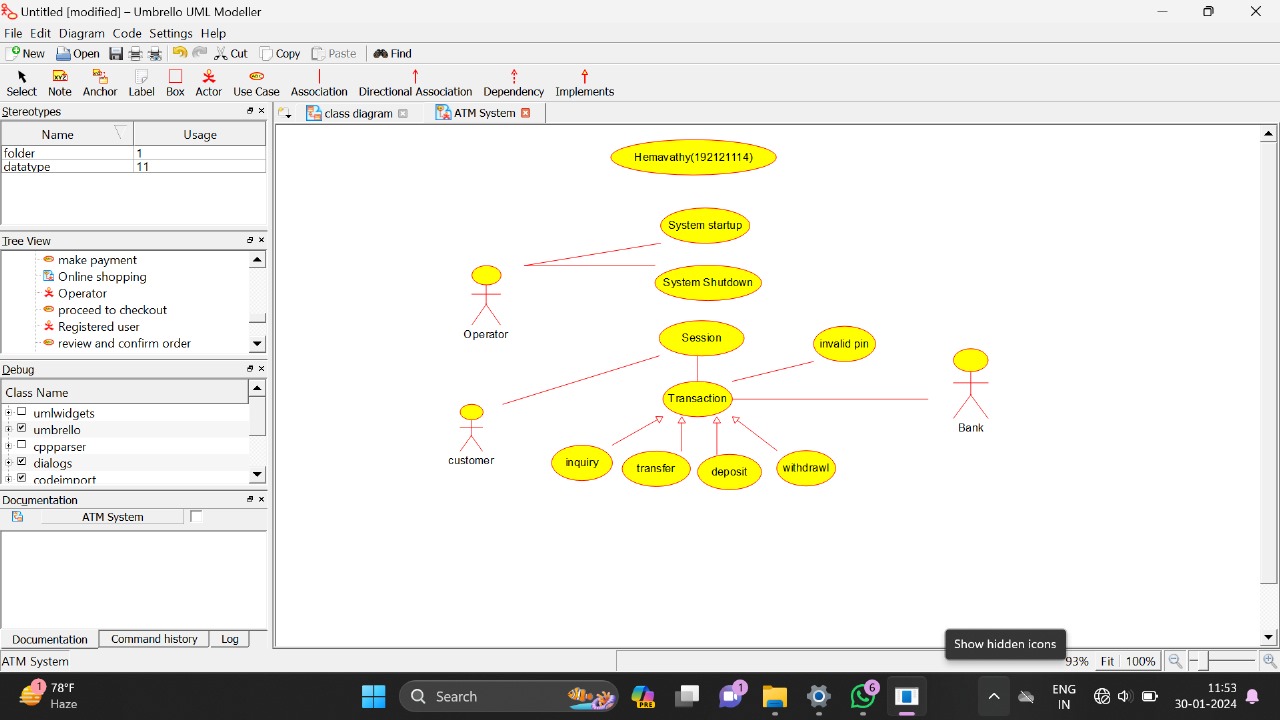 Untitled [modified] – Umbrello UML Modeller
File Edit Diagram Code Settings Help
New Open Cut Copy Paste Find
Select Note Anchor Label Box Actor Use Case Association Directional Association Dependency Implements
Stereotypes
Name Usage
folder 1
datatype 11
Tree View
make payment
Online shopping
Operator
proceed to checkout
Registered user
review and confirm order
Debug
Class Name
umlwidgets
umbrello
cppparser
dialogs
codeimport
Documentation
ATM System
Documentation Command history Log
class diagram ATM System
Hemavathy(192121114)
System startup
System Shutdown
Operator
Session
invalid pin
Transaction
Bank
customer
inquiry
transfer
deposit
withdrawl
Show hidden icons
ATM System
93% Fit 100%
1
78°F
Haze
Search
PRE
1
6
ENG
IN
11:53
30-01-2024